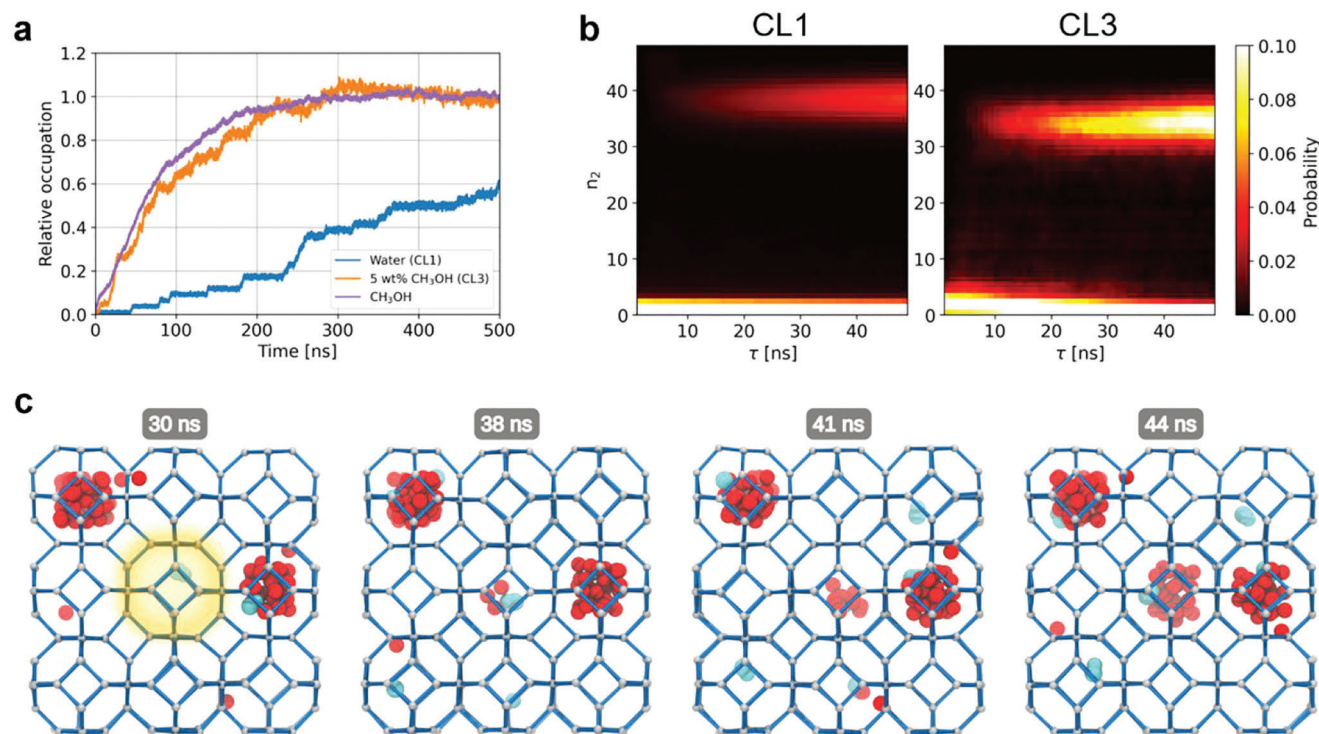 a
1.2
1.0
0.8
0.6
0.4
0.2
0.0
Relative occupation
Water (CL1)
5 wt% CH₃OH (CL3)
CH₃OH
0 100 200 300 400 500
Time [ns]
b
CL1 CL3
40
30
20
10
0
n₂
10 20 30 40
τ [ns]
10 20 30 40
τ [ns]
0.10
0.08
0.06
0.04
0.02
0.00
Probability
c
30 ns 38 ns 41 ns 44 ns